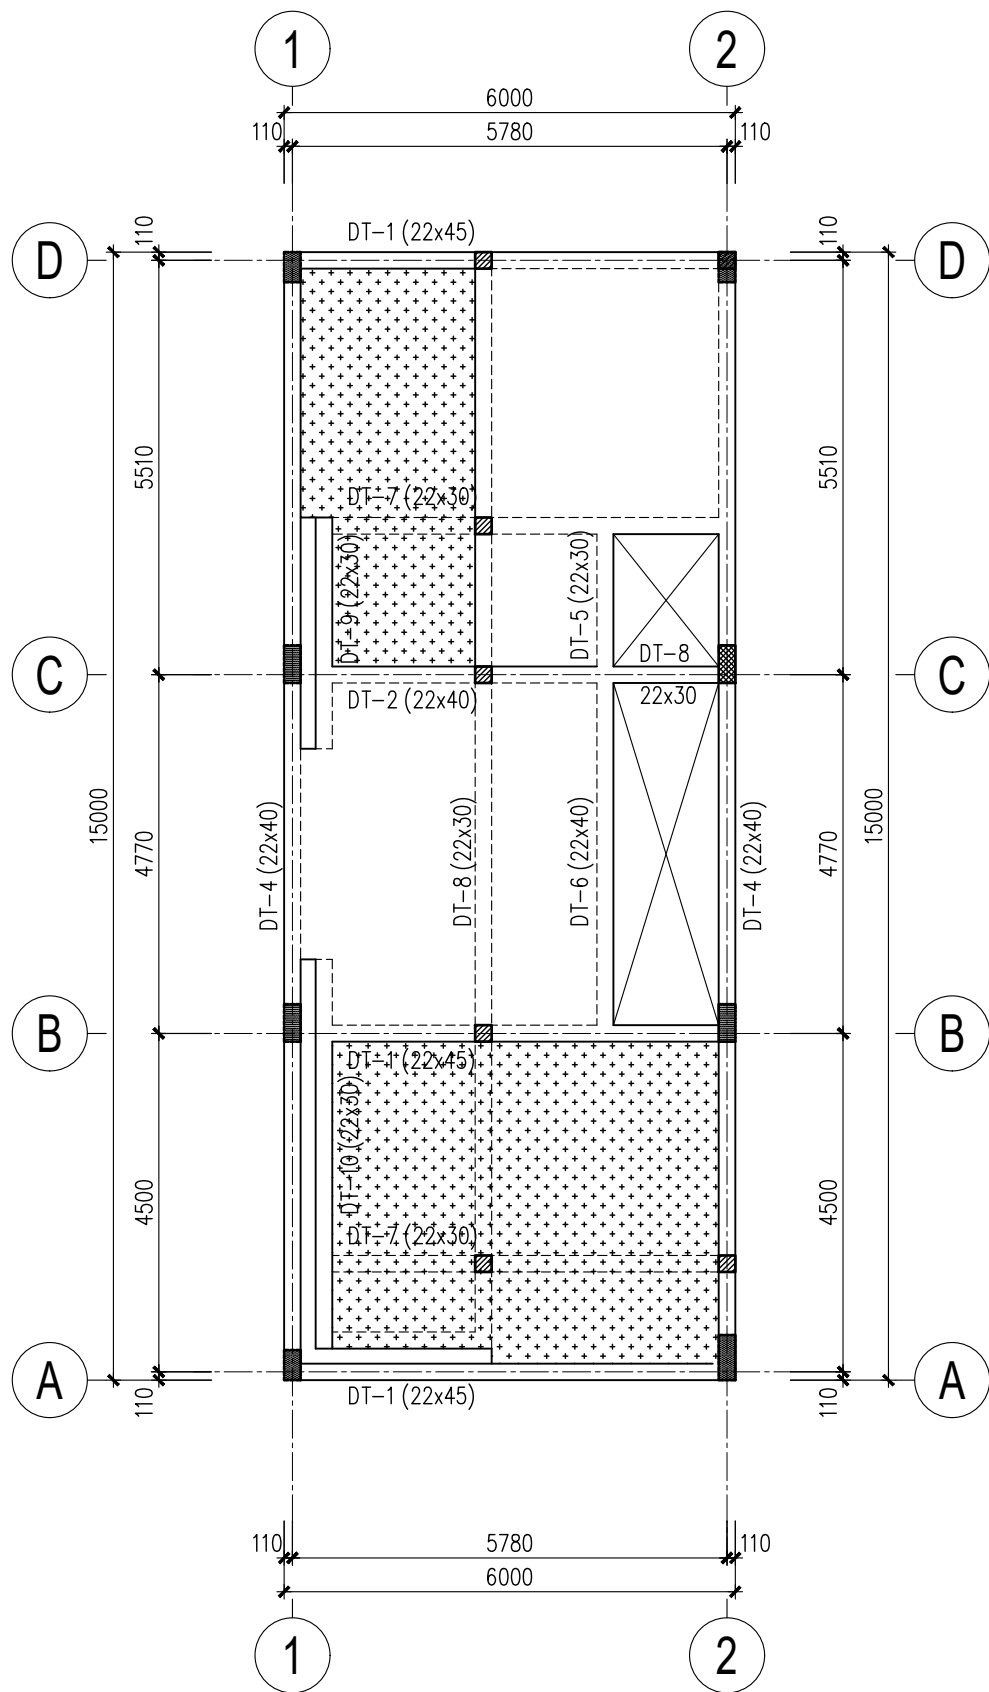 1
2
6000
110
5780
110
110
DT-1 (22x45)
110
D
D
5510
5510
DT-7 (22x30)
DT-9 (22x30)
DT-5 (22x30)
DT-8
C
C
DT-2 (22x40)
22x30
15000
4770
DT-4 (22x40)
DT-8 (22x30)
DT-6 (22x40)
DT-4 (22x40)
4770
15000
B
B
DT-1 (22x45)
DT-10 (22x30)
4500
4500
DT-7 (22x30)
A
A
110
DT-1 (22x45)
110
110
5780
110
6000
1
2